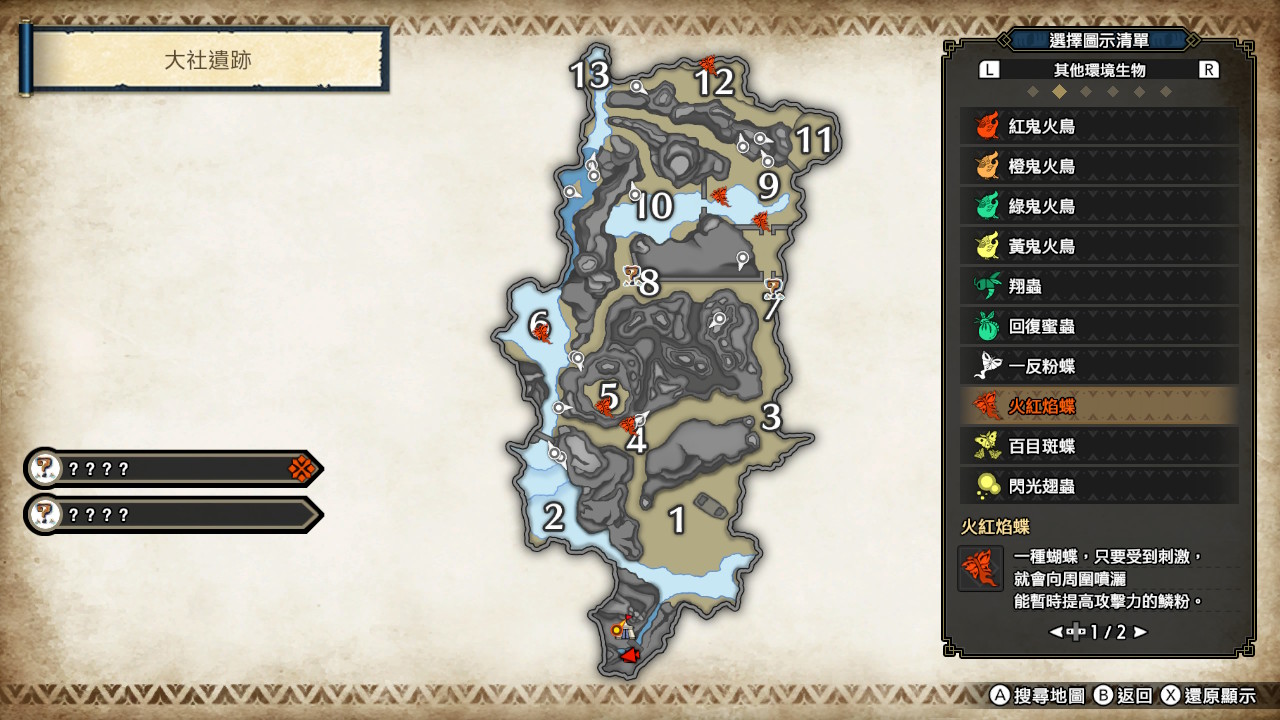 大社遺跡
選擇圖示清單
L 其他環境生物 R
紅鬼火鳥
橙鬼火鳥
綠鬼火鳥
黃鬼火鳥
翔蟲
回復蜜蟲
一反粉蝶
火紅焰蝶
百目斑蝶
閃光翅蟲
火紅焰蝶
一種蝴蝶，只要受到刺激，
就會向周圍噴灑
能暫時提高攻擊力的鱗粉。
1 / 2
13
12
11
9
10
8
7
6
5
4
3
2
1
? ? ? ?
? ? ? ?
A 搜尋地圖 B 返回 X 還原顯示